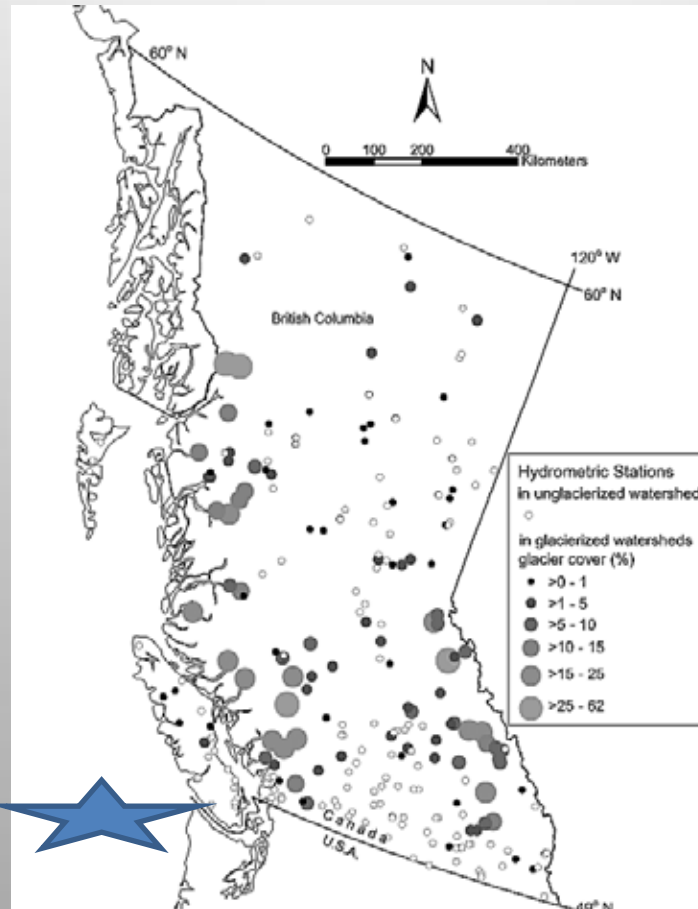 60° N
N
0 100 200 400
Kilometers
120° W
60° N
British Columbia
Hydrometric Stations
in unglacierized watershed
in glacierized watersheds
glacier cover (%)
>0 - 1
>1 - 5
>5 - 10
>10 - 15
>15 - 25
>25 - 62
Canada
U.S.A.
49° N